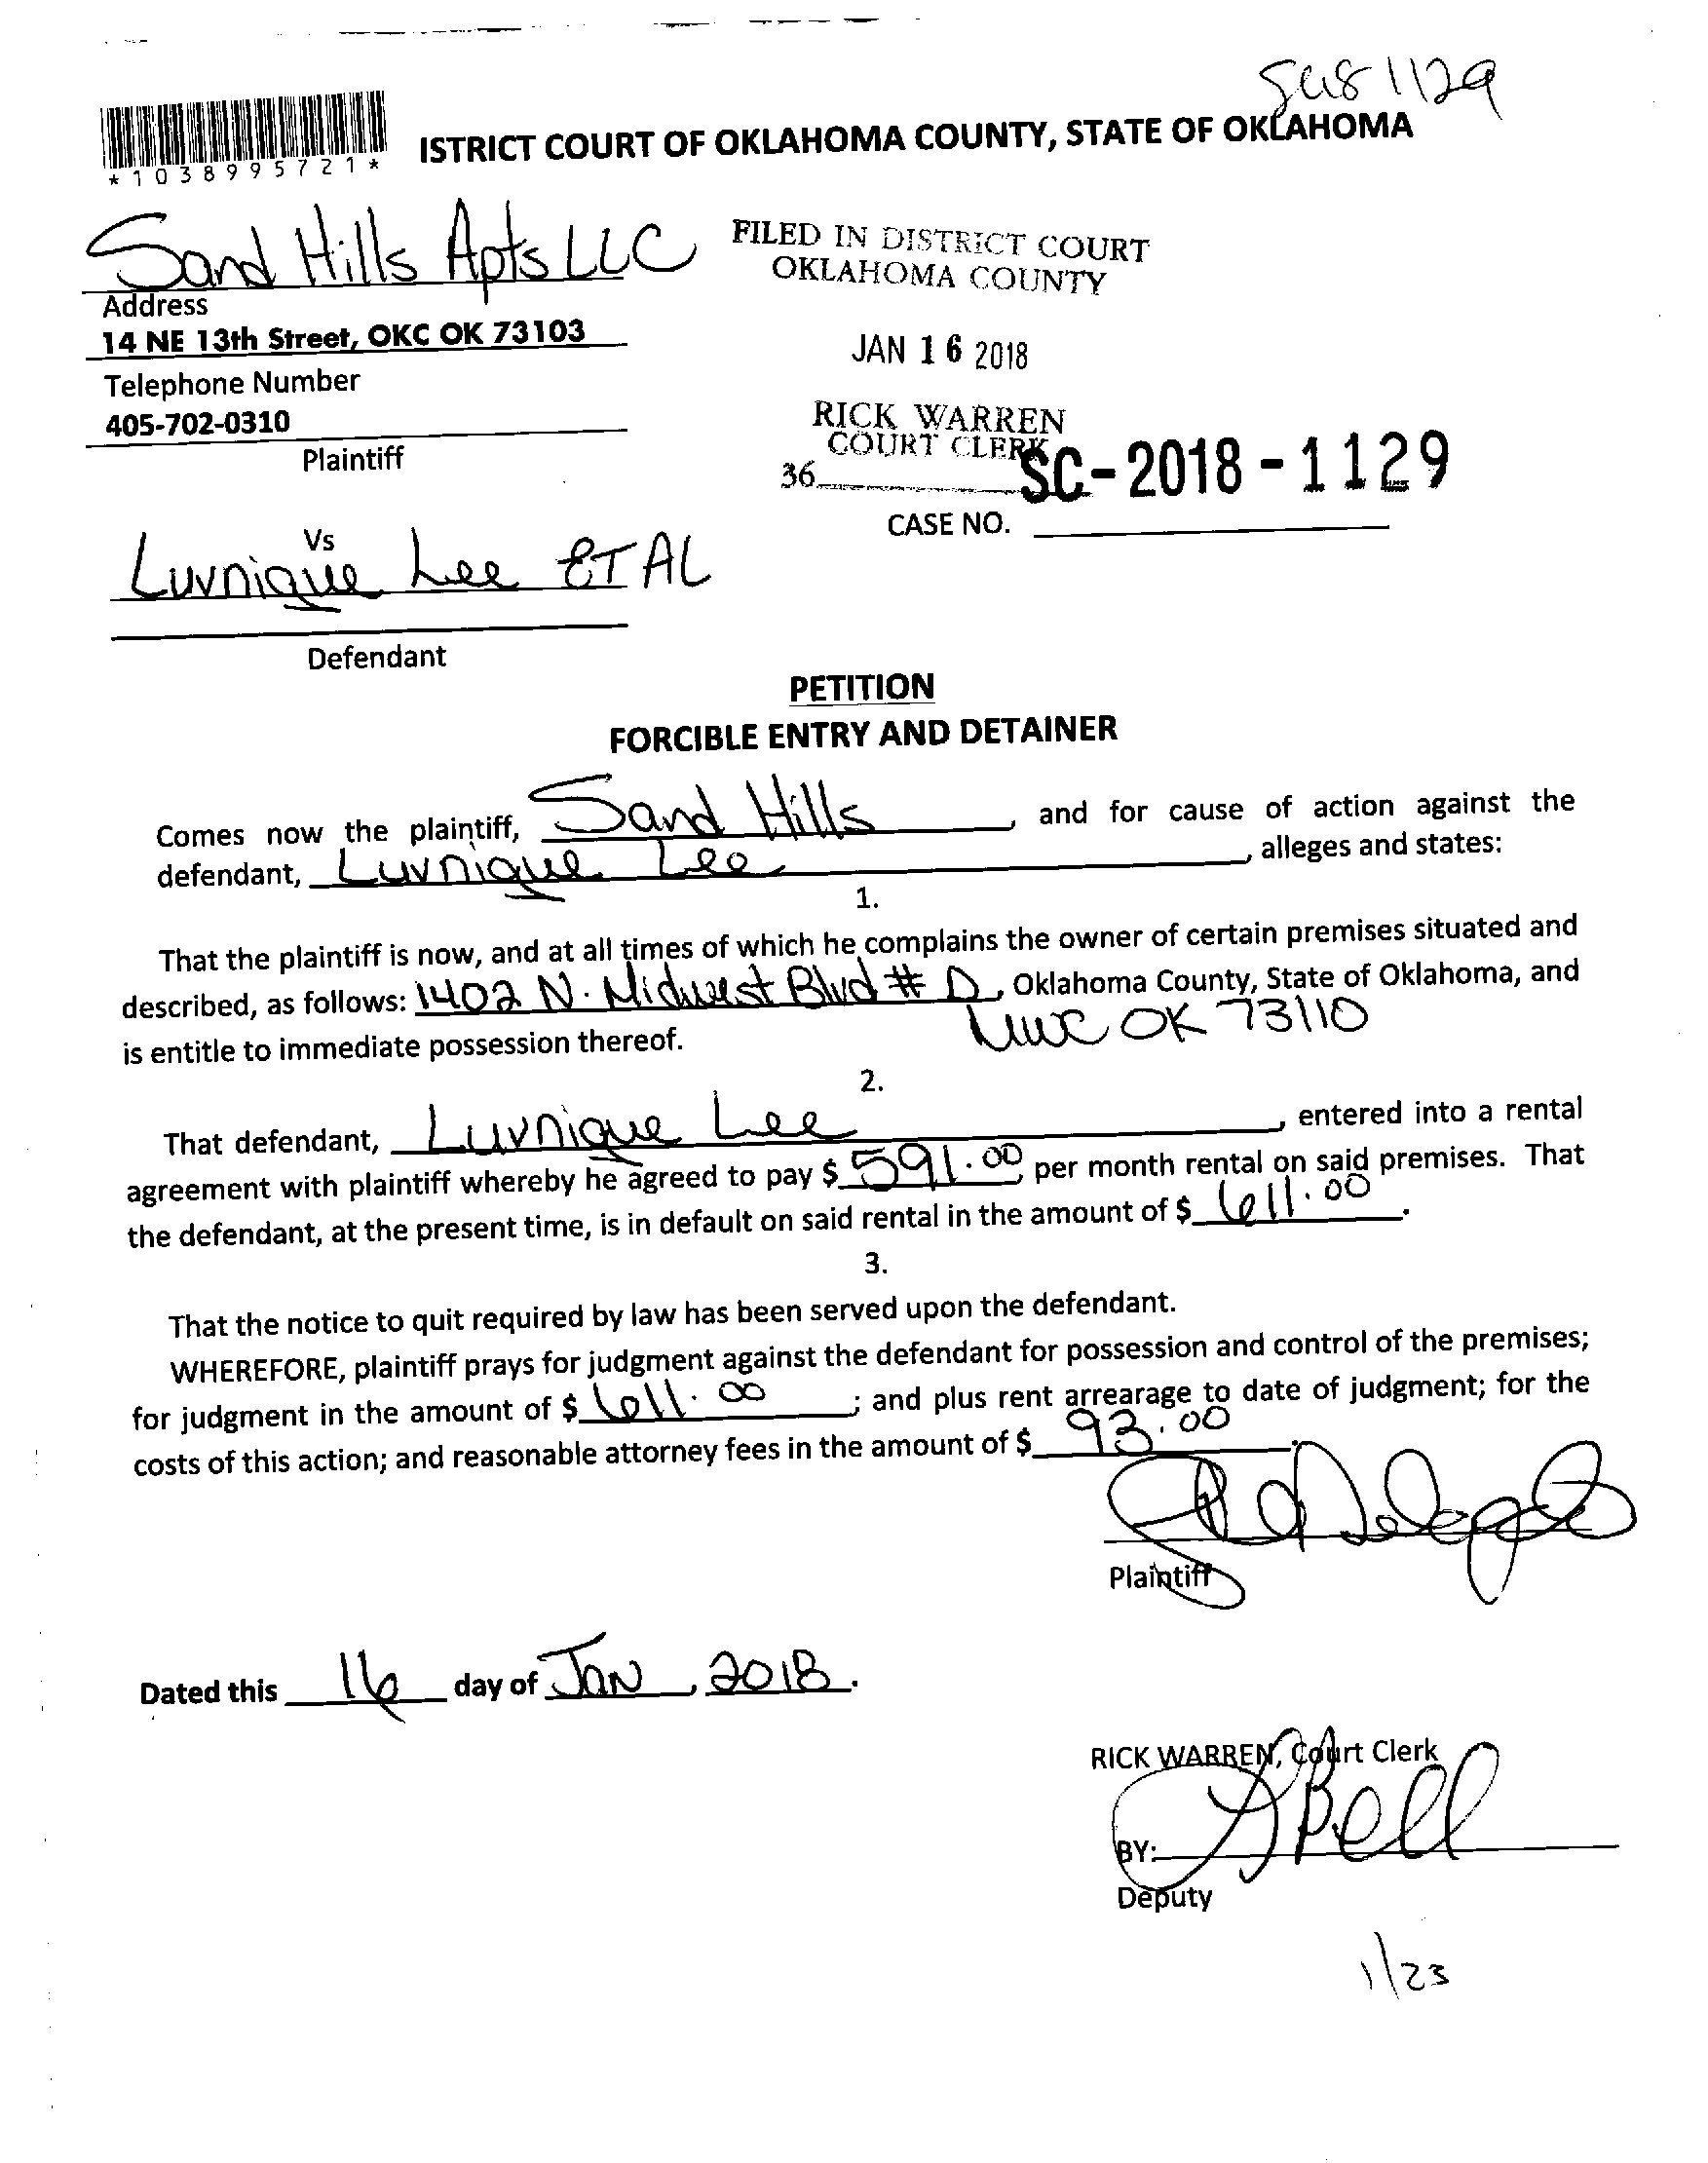 *1038995721*
ISTRICT COURT OF OKLAHOMA COUNTY, STATE OF OKLAHOMA
Sand Hills Apts LLC
Address
14 NE 13th Street, OKC OK 73103
Telephone Number
405-702-0310
Plaintiff
FILED IN DISTRICT COURT
OKLAHOMA COUNTY
JAN 16 2018
RICK WARREN
COURT CLERK
36
SC-2018-1129
CASE NO.
Vs
Luvnique Lee ET AL
Defendant
PETITION
FORCIBLE ENTRY AND DETAINER
Comes now the plaintiff, Sand Hills, and for cause of action against the
defendant, Luvnique Lee, alleges and states:
1.
That the plaintiff is now, and at all times of which he complains the owner of certain premises situated and
described, as follows: 1402 N. Midwest Blvd # D, Oklahoma County, State of Oklahoma, and
MWC OK 73110
is entitle to immediate possession thereof.
2.
That defendant, Luvnique Lee, entered into a rental
agreement with plaintiff whereby he agreed to pay $ 591.00 per month rental on said premises. That
the defendant, at the present time, is in default on said rental in the amount of $ 611.00.
3.
That the notice to quit required by law has been served upon the defendant.
WHEREFORE, plaintiff prays for judgment against the defendant for possession and control of the premises;
for judgment in the amount of $ 611.00; and plus rent arrearage to date of judgment; for the
costs of this action; and reasonable attorney fees in the amount of $ 93.00.
Plaintiff
Dated this 16 day of JAN, 2018.
RICK WARREN, Court Clerk
BY: Bell
Deputy
1/23